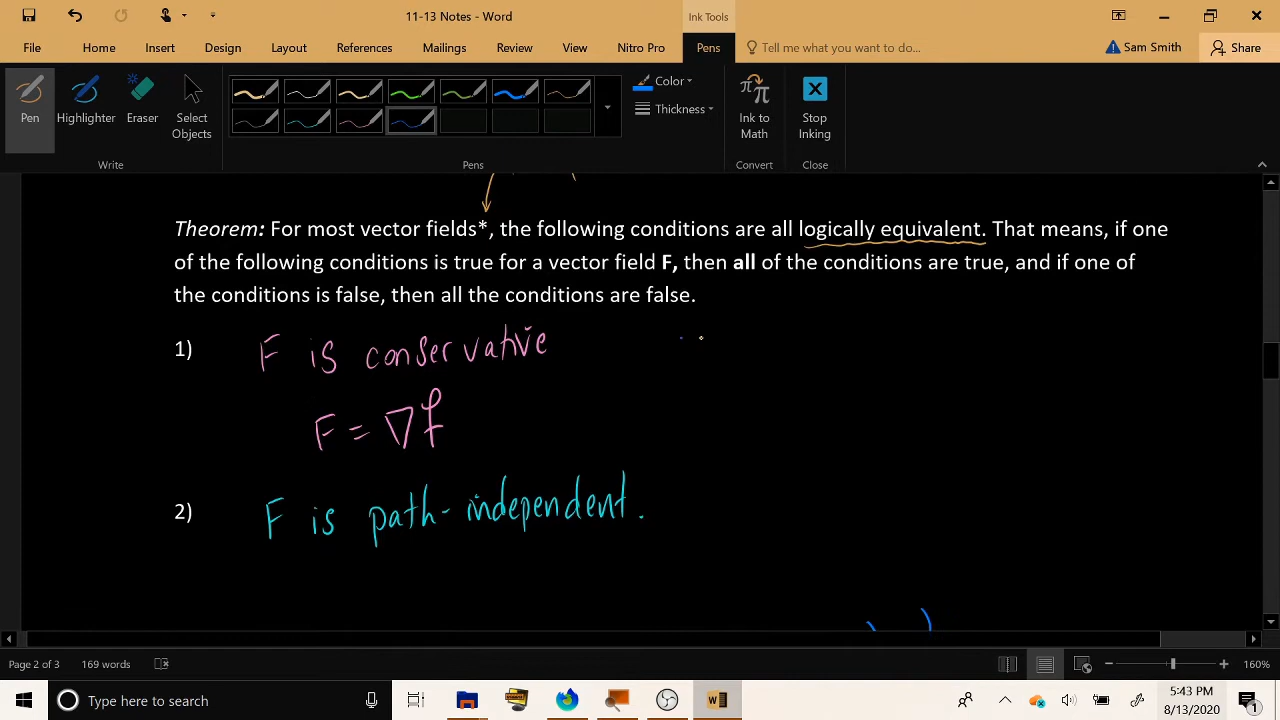 11-13 Notes - Word
Ink Tools
File Home Insert Design Layout References Mailings Review View Nitro Pro Pens Tell me what you want to do... Sam Smith Share
Pen Highlighter Eraser Select Objects
Color
Thickness
Ink to Math
Stop Inking
Write Pens Convert Close
Theorem: For most vector fields*, the following conditions are all logically equivalent. That means, if one
of the following conditions is true for a vector field F, then all of the conditions are true, and if one of
the conditions is false, then all the conditions are false.
1) F is conservative
F = ∇f
2) F is path-independent.
Page 2 of 3 169 words 160%
Type here to search
5:43 PM
8/13/2020
1